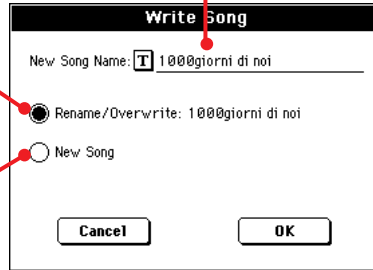 Write Song
New Song Name: T 1000giorni di noi
Rename/Overwrite: 1000giorni di noi
New Song
Cancel OK